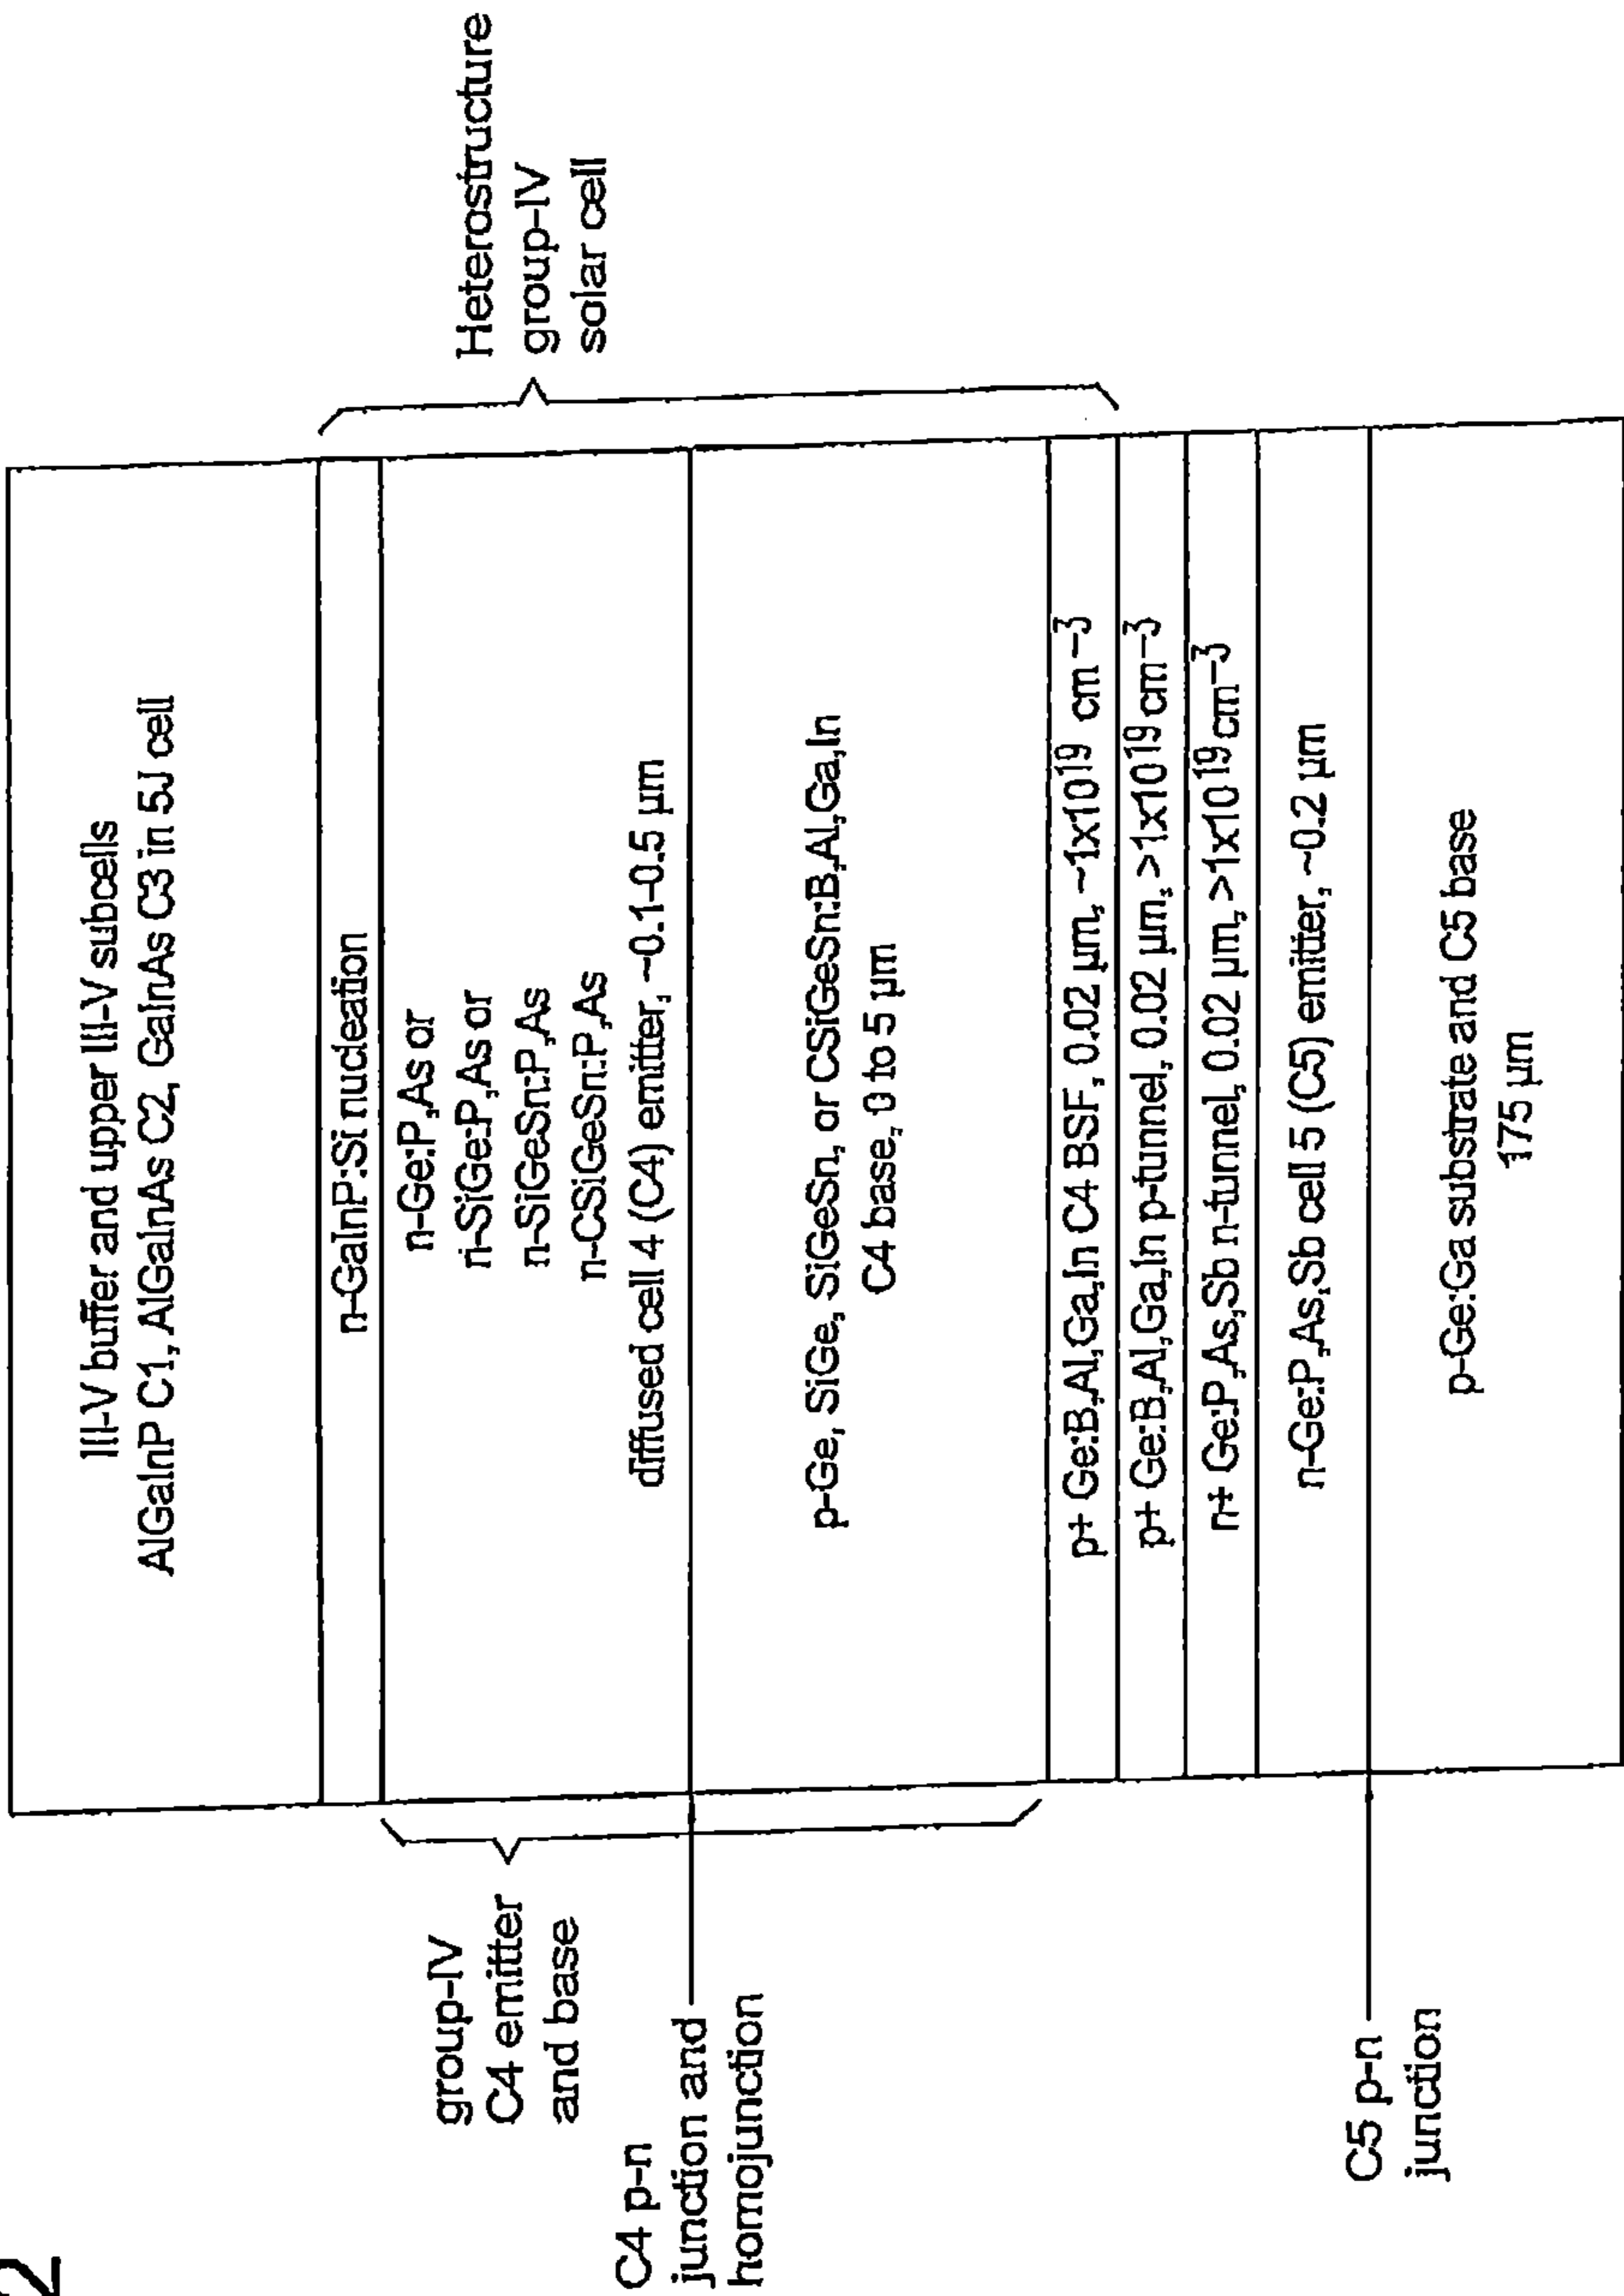 2
III-V buffer and upper III-V subcells
AlGaInP C1, AlGaInAs C2, GaInAs C3 in 5J cell
n-GaInP:Si nucleation
n-Ge:P,As or
n-SiGe:P,As or
n-SiGeSn:P,As
n-CSiGeSn:P,As
diffused cell 4 (C4) emitter, ~0.1-0.5 µm
p-Ge, SiGe, SiGeSn, or CSiGeSn:B,Al,Ga,In
C4 base, 0 to 5 µm
p+ Ge:B,Al,Ga,In C4 BSF, 0.02 µm, ~1x10¹⁹ cm⁻³
p+ Ge:B,Al,Ga,In p-tunnel, 0.02 µm, >1x10¹⁹ cm⁻³
n+ Ge:P,As,Sb n-tunnel, 0.02 µm, >1x10¹⁹ cm⁻³
n-Ge:P,As,Sb cell 5 (C5) emitter, ~0.2 µm
p-Ge:Ga substrate and C5 base
175 µm
group-IV
C4 emitter
and base
C4 p-n
junction and
homojunction
C5 p-n
junction
Heterostructure
group-IV
solar cell